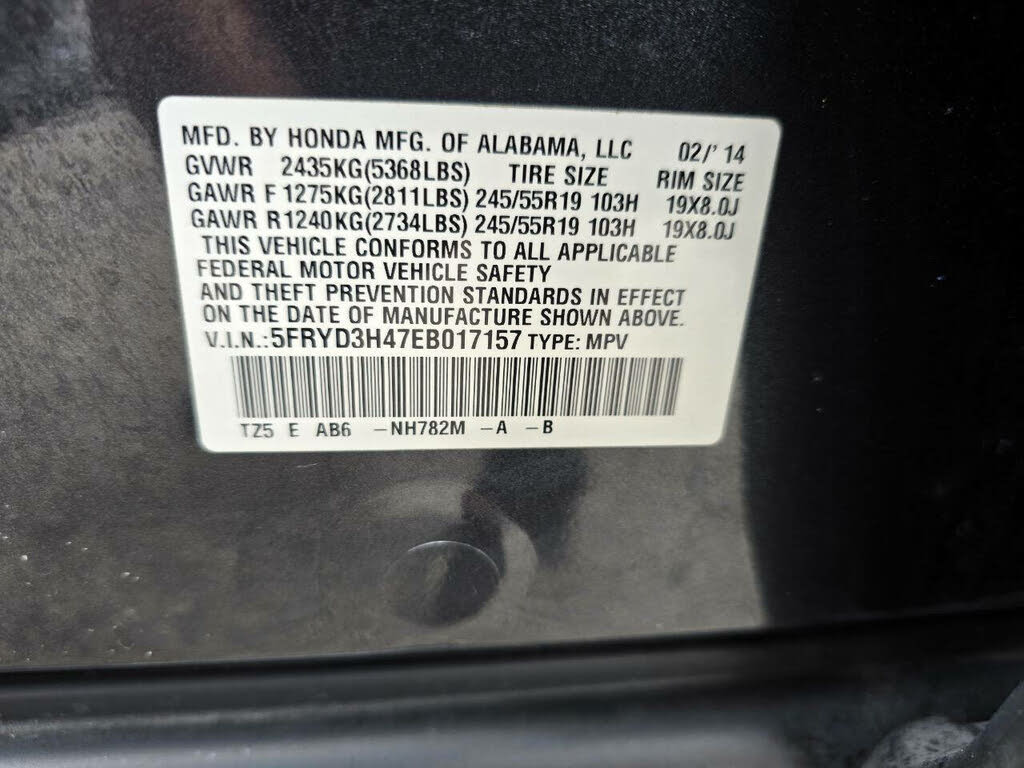 MFD. BY HONDA MFG. OF ALABAMA, LLC 02/' 14
GVWR 2435KG(5368LBS) TIRE SIZE RIM SIZE
GAWR F 1275KG(2811LBS) 245/55R19 103H 19X8.0J
GAWR R1240KG(2734LBS) 245/55R19 103H 19X8.0J
THIS VEHICLE CONFORMS TO ALL APPLICABLE
FEDERAL MOTOR VEHICLE SAFETY
AND THEFT PREVENTION STANDARDS IN EFFECT
ON THE DATE OF MANUFACTURE SHOWN ABOVE.
V.I.N.:5FRYD3H47EB017157 TYPE: MPV
TZ5 E AB6 -NH782M -A -B